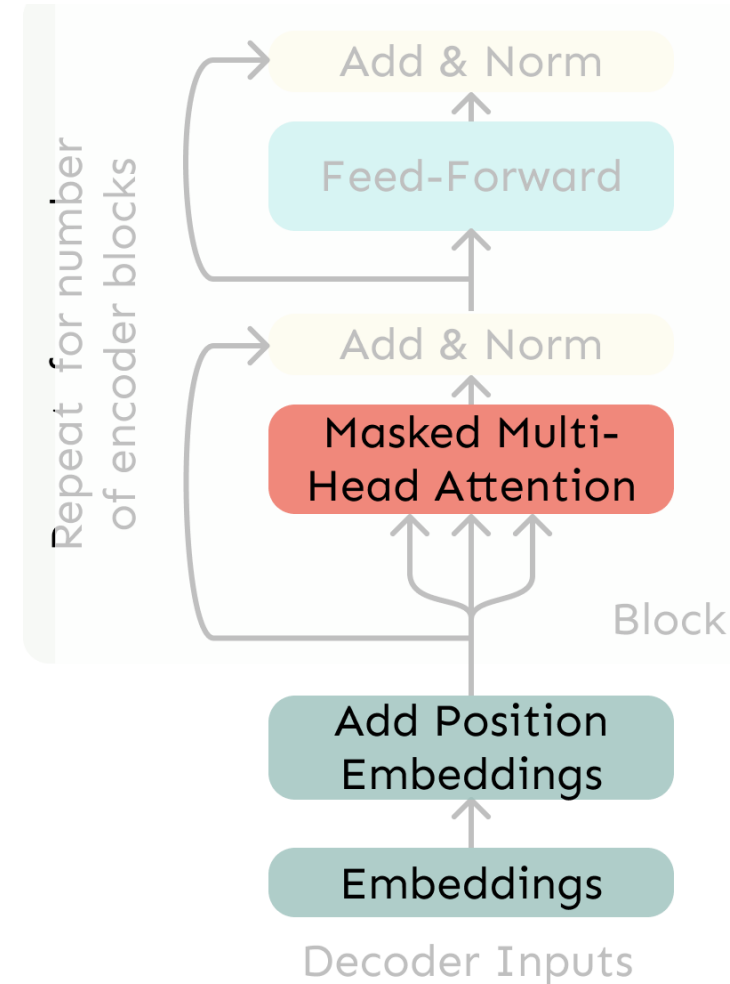 Add & Norm
Feed-Forward
Repeat for number
of encoder blocks
Add & Norm
Masked Multi-
Head Attention
Block
Add Position
Embeddings
Embeddings
Decoder Inputs